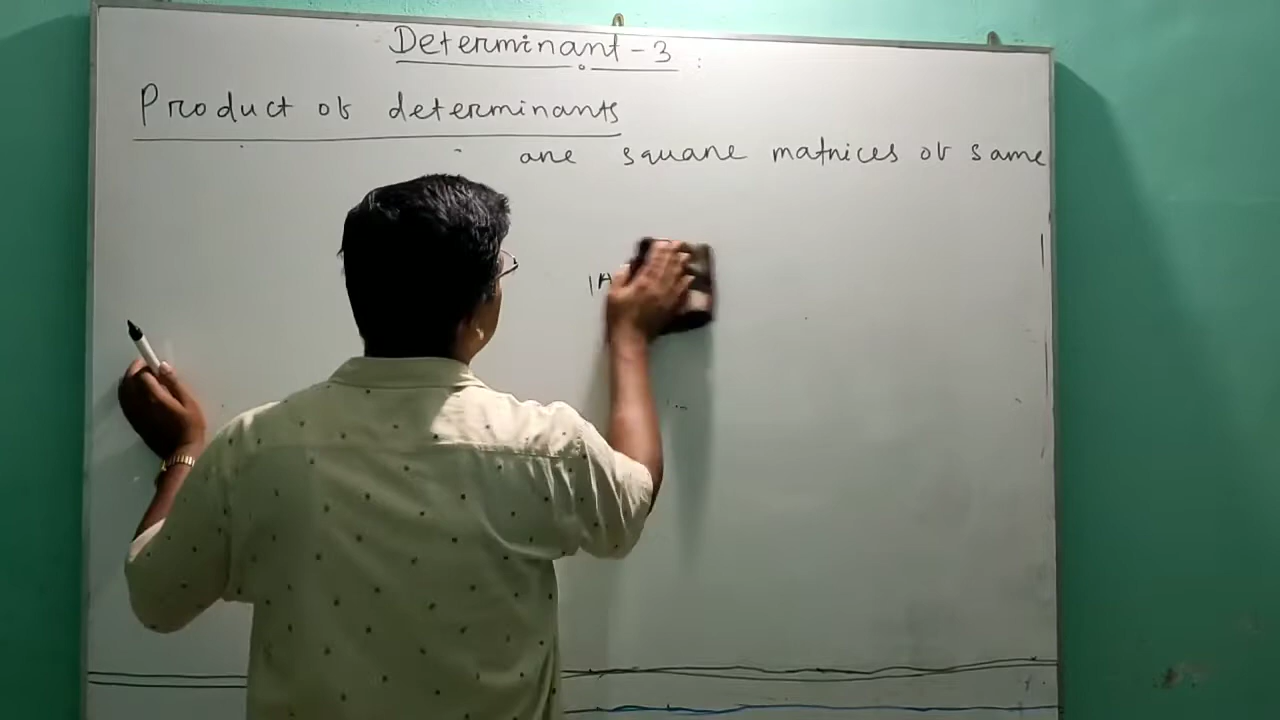 Determinant - 3
Product of determinants
are square matrices of same
|A